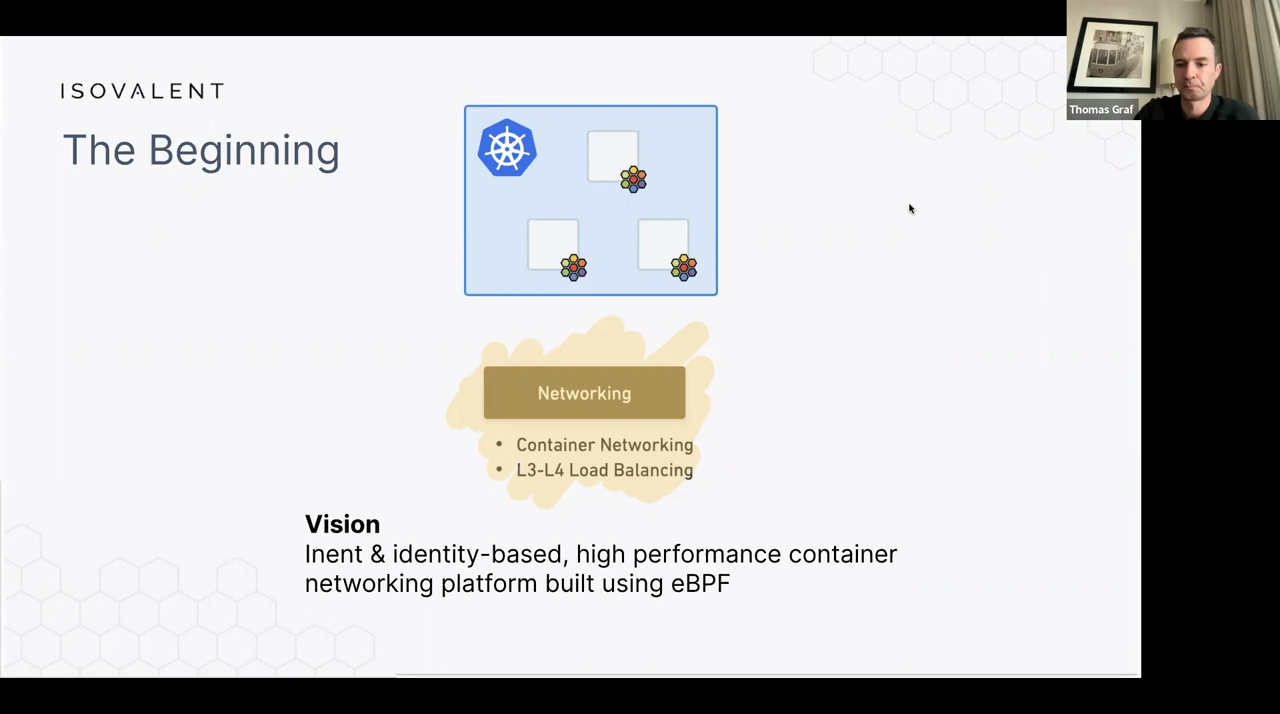 ISOVALENT
The Beginning
Networking
• Container Networking
• L3-L4 Load Balancing
Vision
Inent & identity-based, high performance container
networking platform built using eBPF
Thomas Graf